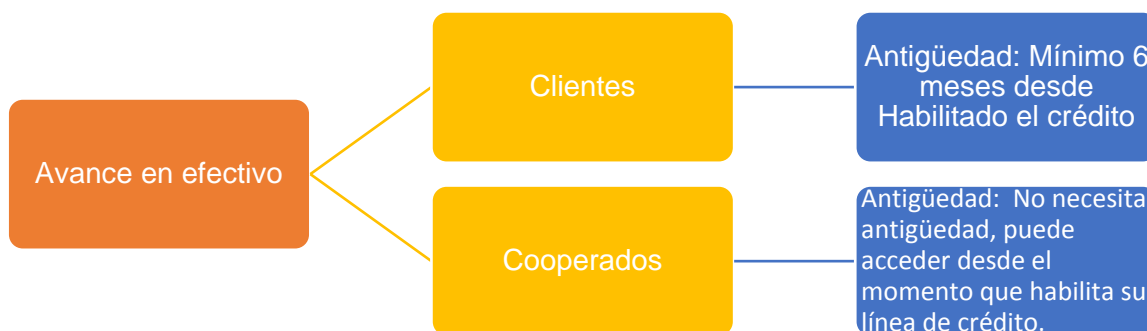 Avance en efectivo
Clientes
Antigüedad: Mínimo 6
meses desde
Habilitado el crédito
Cooperados
Antigüedad: No necesita
antigüedad, puede
acceder desde el
momento que habilita su
línea de crédito.